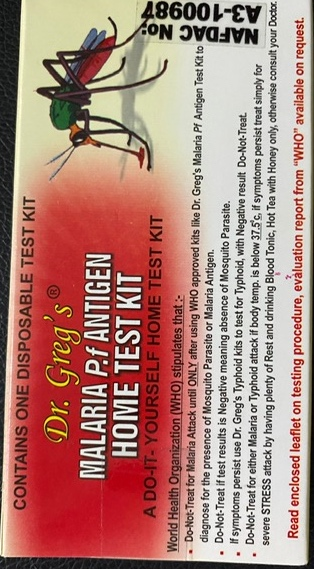 NAFDAC No:
A3-100987
CONTAINS ONE DISPOSABLE TEST KIT
Dr. Greg's ®
MALARIA P.f ANTIGEN
HOME TEST KIT
A DO-IT- YOURSELF HOME TEST KIT
World Health Organization (WHO) stipulates that :-
Do-Not-Treat for Malaria Attack until ONLY after using WHO approved kits like Dr. Greg's Malaria Pf Antigen Test Kit to
diagnose for the presence of Mosquito Parasite or Malaria Antigen.
Do-Not-Treat if test results is Negative meaning absence of Mosquito Parasite.
If symptoms persist use Dr. Greg's Typhoid kits to test for Typhoid, with Negative result Do-Not-Treat.
Do-Not-Treat for either Malaria or Typhoid attack if body temp. is below 37.5°c, if symptoms persist treat simply for
severe STRESS attack by having plenty of Rest and drinking Blood Tonic, Hot Tea with Honey only, otherwise consult your Doctor.
Read enclosed leaflet on testing procedure, evaluation report from "WHO" available on request.